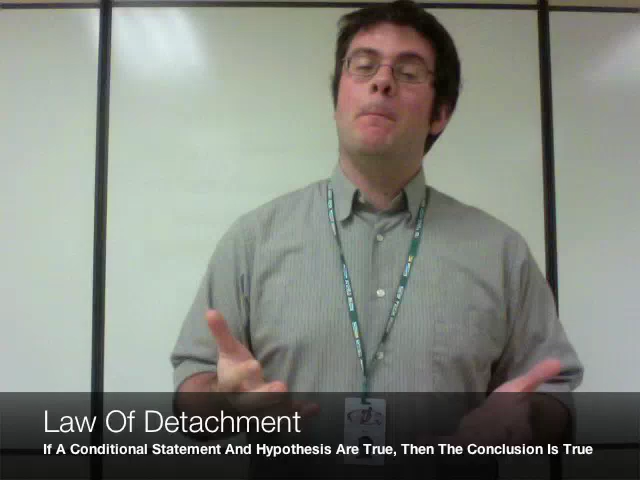 Law Of Detachment
If A Conditional Statement And Hypothesis Are True, Then The Conclusion Is True